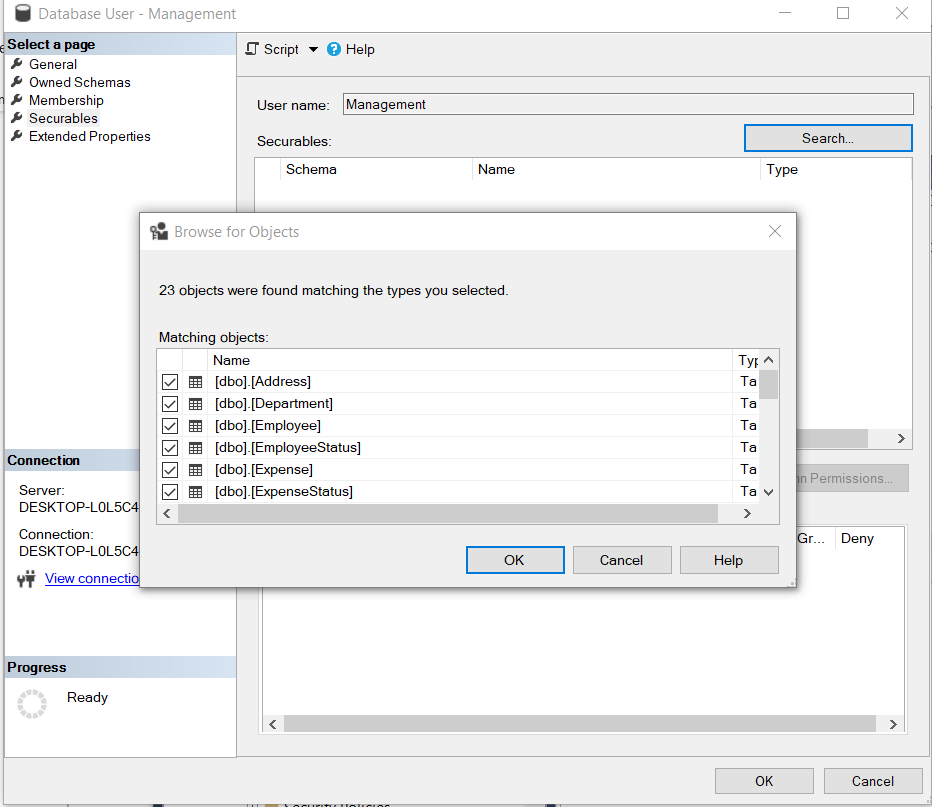 Database User - Management
Select a page
General
Owned Schemas
Membership
Securables
Extended Properties
Script
Help
User name:
Management
Securables:
Search...
Schema
Name
Type
Browse for Objects
23 objects were found matching the types you selected.
Matching objects:
Name
Typ
[dbo].[Address]
Ta
[dbo].[Department]
Ta
[dbo].[Employee]
Ta
[dbo].[EmployeeStatus]
Ta
[dbo].[Expense]
Ta
[dbo].[ExpenseStatus]
Ta
OK
Cancel
Help
Connection
Server:
DESKTOP-L0L5C4
Connection:
DESKTOP-L0L5C4
View connectio
Permissions...
Gr...
Deny
Progress
Ready
OK
Cancel
Security Policies